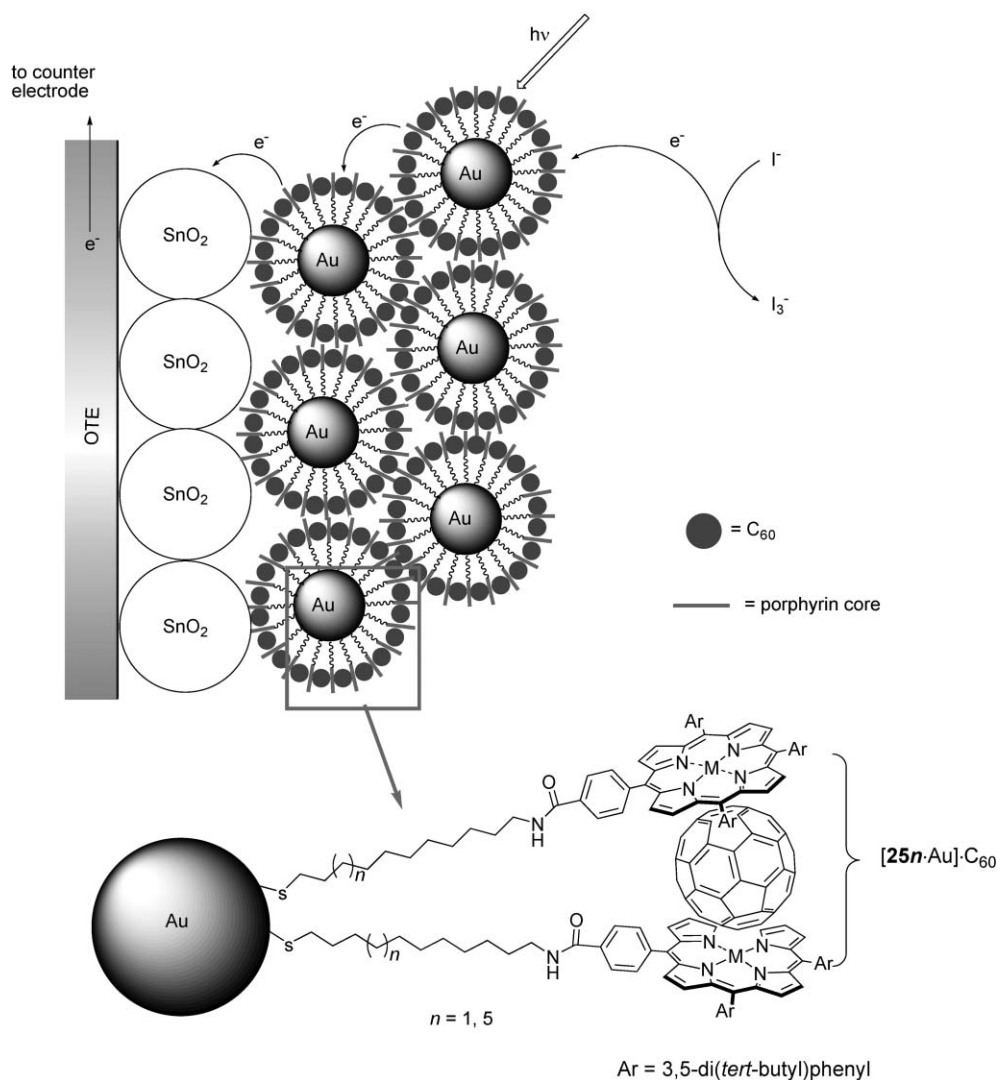 hν
to counter
electrode
e-
e-
e-
e-
Au
I-
I3-
SnO2
Au
Au
SnO2
OTE
Au
SnO2
Au
SnO2
Au
= C60
= porphyrin core
Ar
Ar
N
N
M
N
N
Ar
O
N
H
n
S
[25n·Au]·C60
Au
S
n
O
N
H
N
N
M
N
N
Ar
Ar
n = 1, 5
Ar = 3,5-di(tert-butyl)phenyl